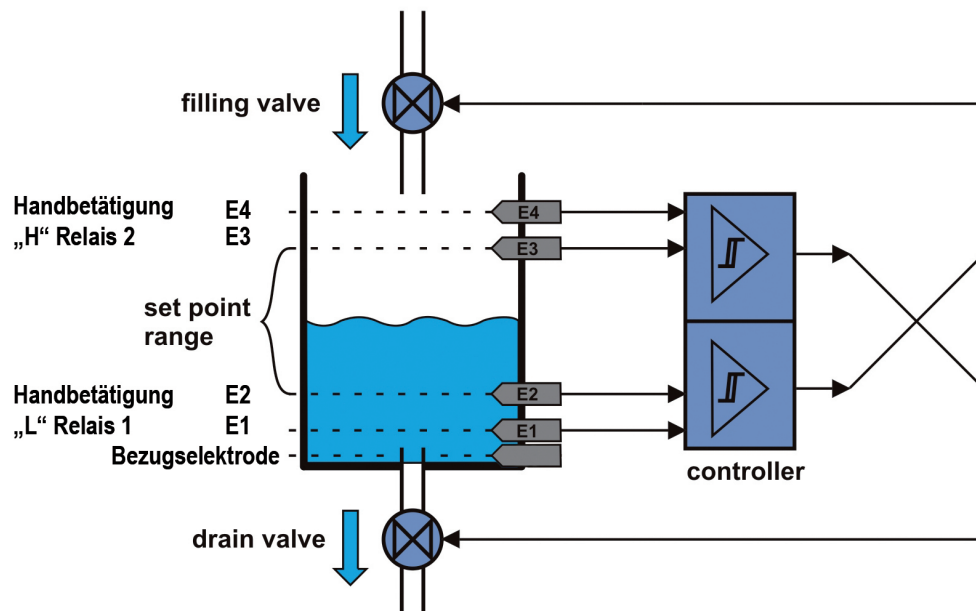 filling valve
Handbetätigung E4
„H“ Relais 2 E3
E4
E3
set point
range
Handbetätigung E2
„L“ Relais 1 E1
Bezugselektrode
E2
E1
controller
drain valve